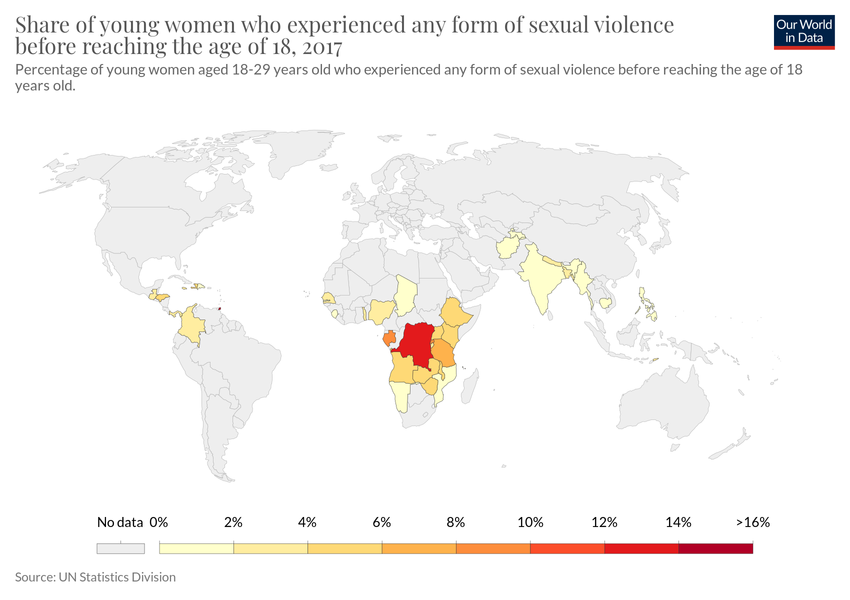 Share of young women who experienced any form of sexual violence
before reaching the age of 18, 2017
Our World
in Data
Percentage of young women aged 18-29 years old who experienced any form of sexual violence before reaching the age of 18
years old.
No data 0% 2% 4% 6% 8% 10% 12% 14% >16%
Source: UN Statistics Division